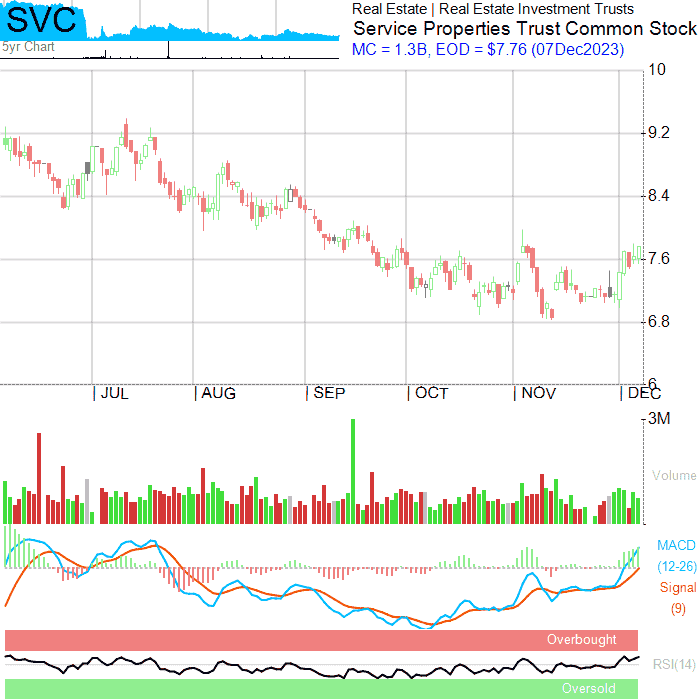 SVC
5yr Chart
Real Estate | Real Estate Investment Trusts
Service Properties Trust Common Stock
MC = 1.3B, EOD = $7.76 (07Dec2023)
10
9.2
8.4
7.6
6.8
6
JUL AUG SEP OCT NOV DEC
3M
Volume
MACD
(12-26)
Signal
(9)
Overbought
RSI(14)
Oversold